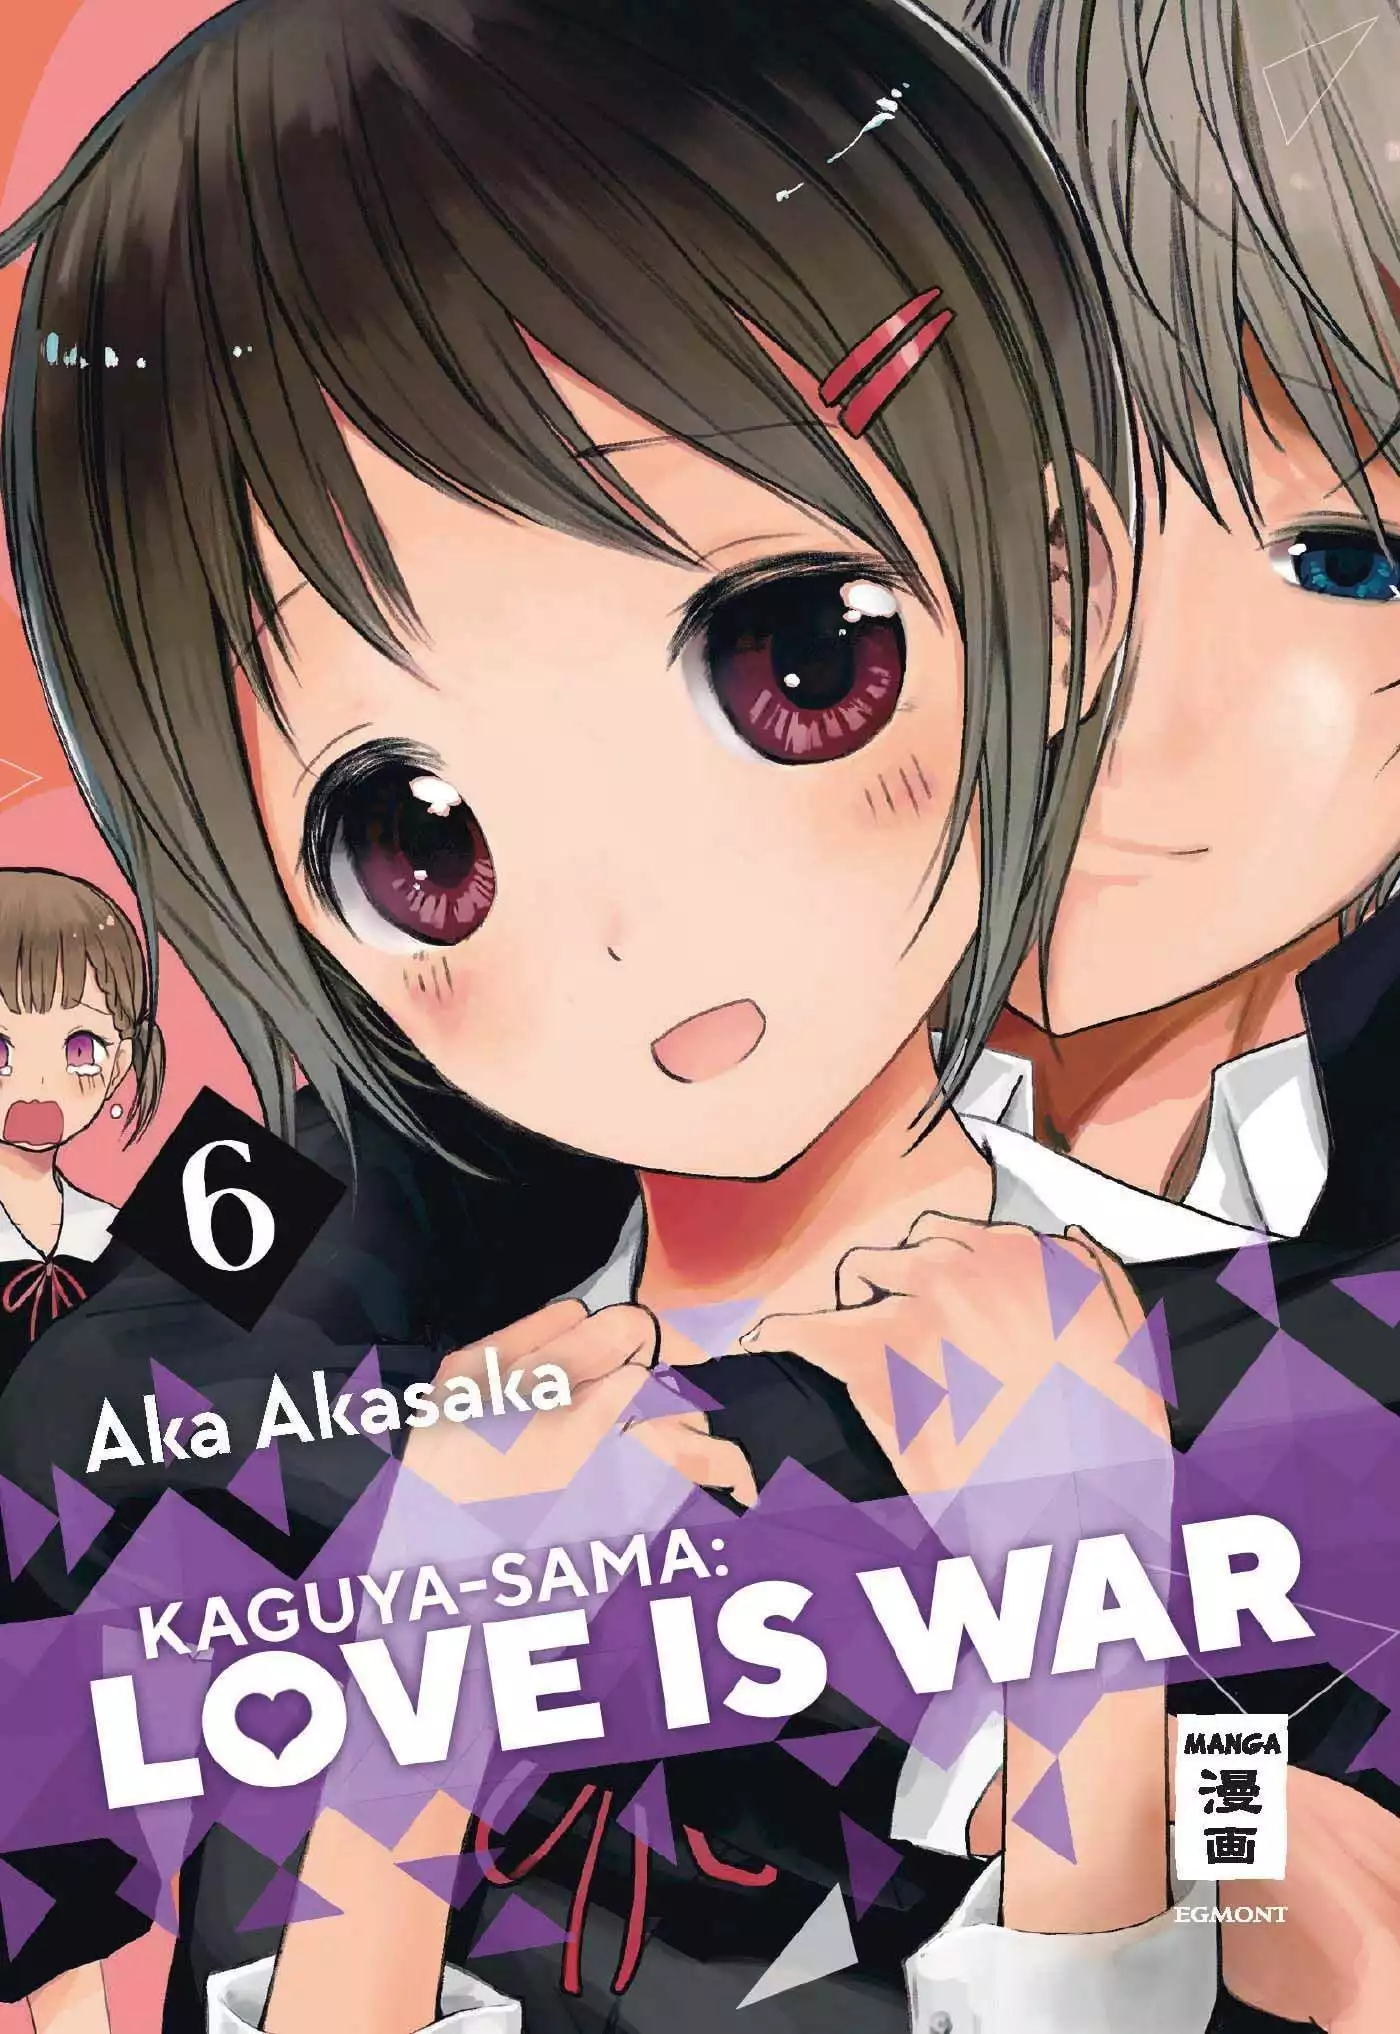 6
Aka Akasaka
KAGUYA-SAMA:
LOVE IS WAR
MANGA
漫
画
EGMONT